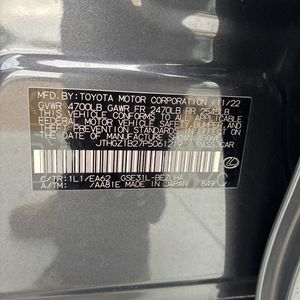 MFD. BY: TOYOTA MOTOR CORPORATION 11/22
GVWR 4700LB GAWR FR 2470LB RR
THIS VEHICLE CONFORMS TO ALL APPLICABLE
FEDERAL MOTOR VEHICLE SAFETY, BUMPER
AND THEFT PREVENTION STANDARDS IN EFFECT
ON THE DATE OF MANUFACTURE SHOWN ABOVE.
PASS. CAR
C/TR: 1L1/EA62 GSE31L-BEZLHA
A/TM: /AA81E MADE IN JAPAN 849